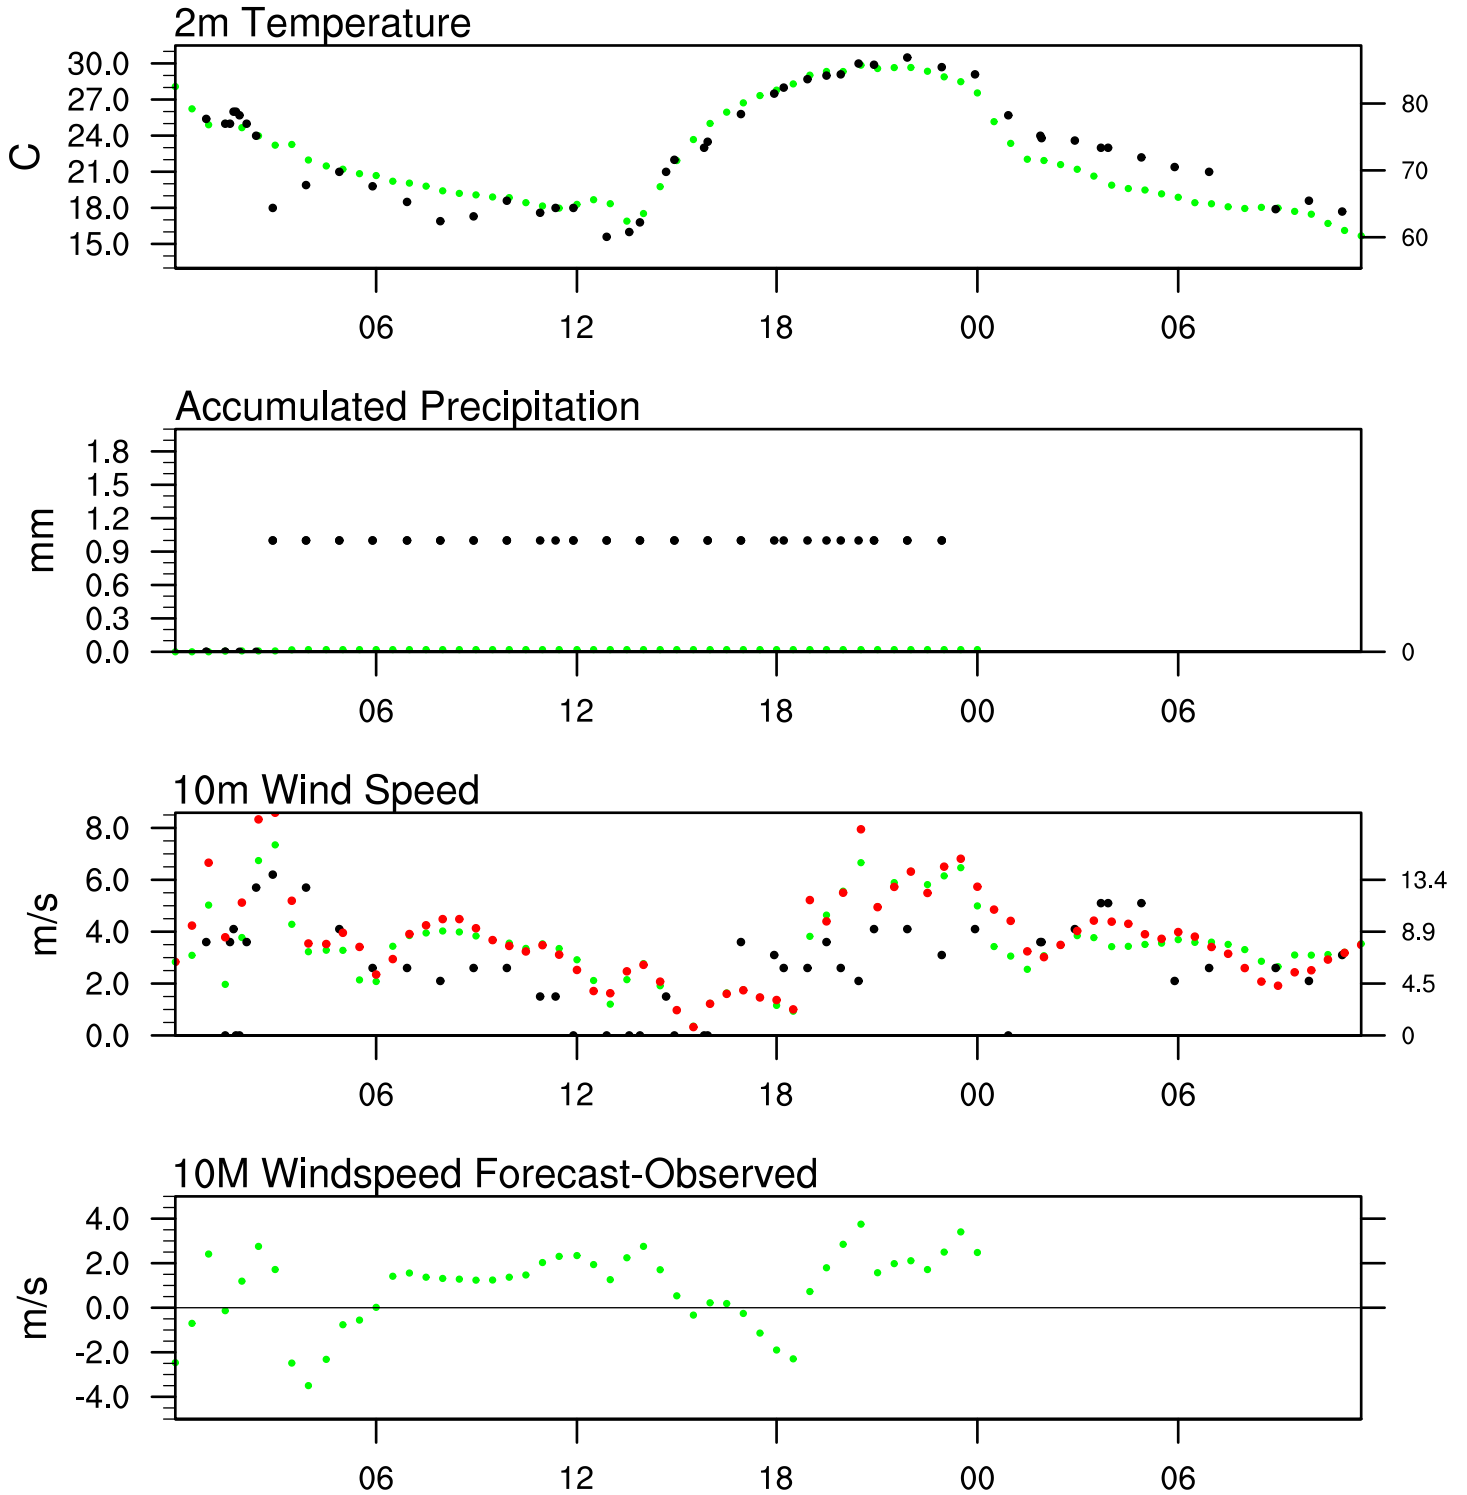 2m Temperature
30.0
27.0
24.0
21.0
18.0
15.0
C
80
70
60
06 12 18 00 06
Accumulated Precipitation
1.8
1.5
1.2
0.9
0.6
0.3
0.0
mm
0
06 12 18 00 06
10m Wind Speed
8.0
6.0
4.0
2.0
0.0
m/s
13.4
8.9
4.5
0
06 12 18 00 06
10M Windspeed Forecast-Observed
4.0
2.0
0.0
-2.0
-4.0
m/s
06 12 18 00 06